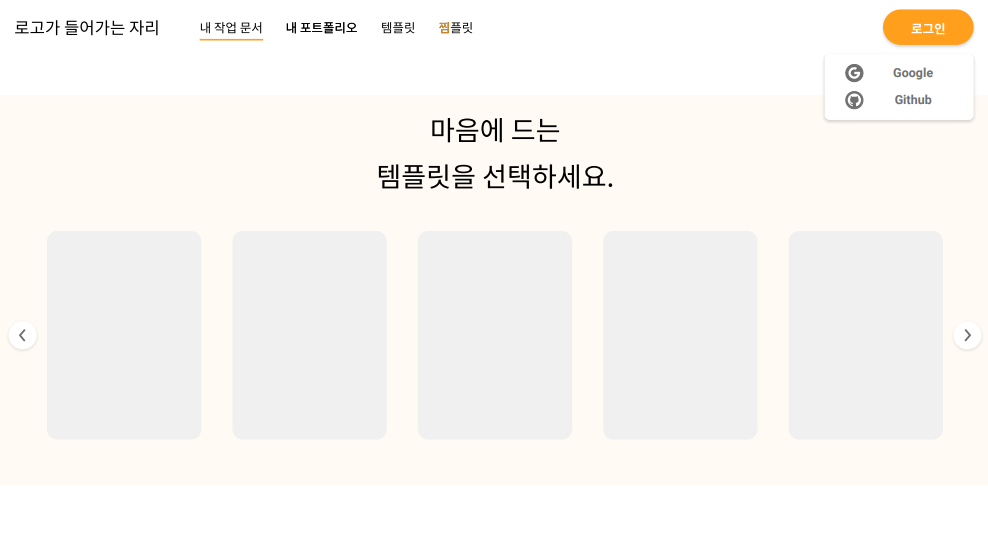 로고가 들어가는 자리
내 작업 문서
내 포트폴리오
템플릿
찜플릿
로그인
Google
Github
마음에 드는
템플릿을 선택하세요.